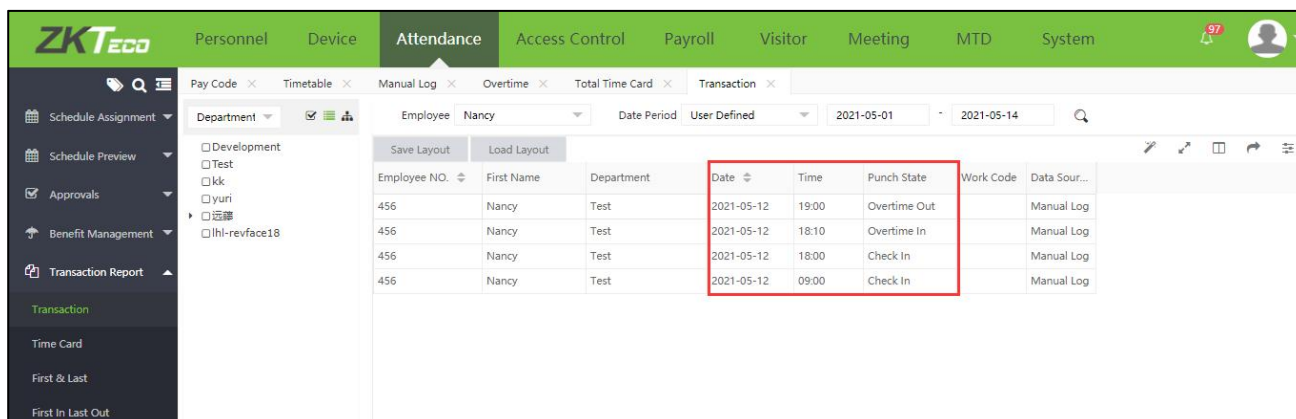 ZKTeco Personnel Device Attendance Access Control Payroll Visitor Meeting MTD System 97
Pay Code Timetable Manual Log Overtime Total Time Card Transaction
Schedule Assignment
Schedule Preview
Approvals
Benefit Management
Transaction Report
Transaction
Time Card
First & Last
First In Last Out
Department
Development
Test
kk
yuri
远藤
lhl-revface18
Employee Nancy Date Period User Defined 2021-05-01 - 2021-05-14
Save Layout Load Layout
Employee NO. First Name Department Date Time Punch State Work Code Data Sour...
456 Nancy Test 2021-05-12 19:00 Overtime Out Manual Log
456 Nancy Test 2021-05-12 18:10 Overtime In Manual Log
456 Nancy Test 2021-05-12 18:00 Check In Manual Log
456 Nancy Test 2021-05-12 09:00 Check In Manual Log